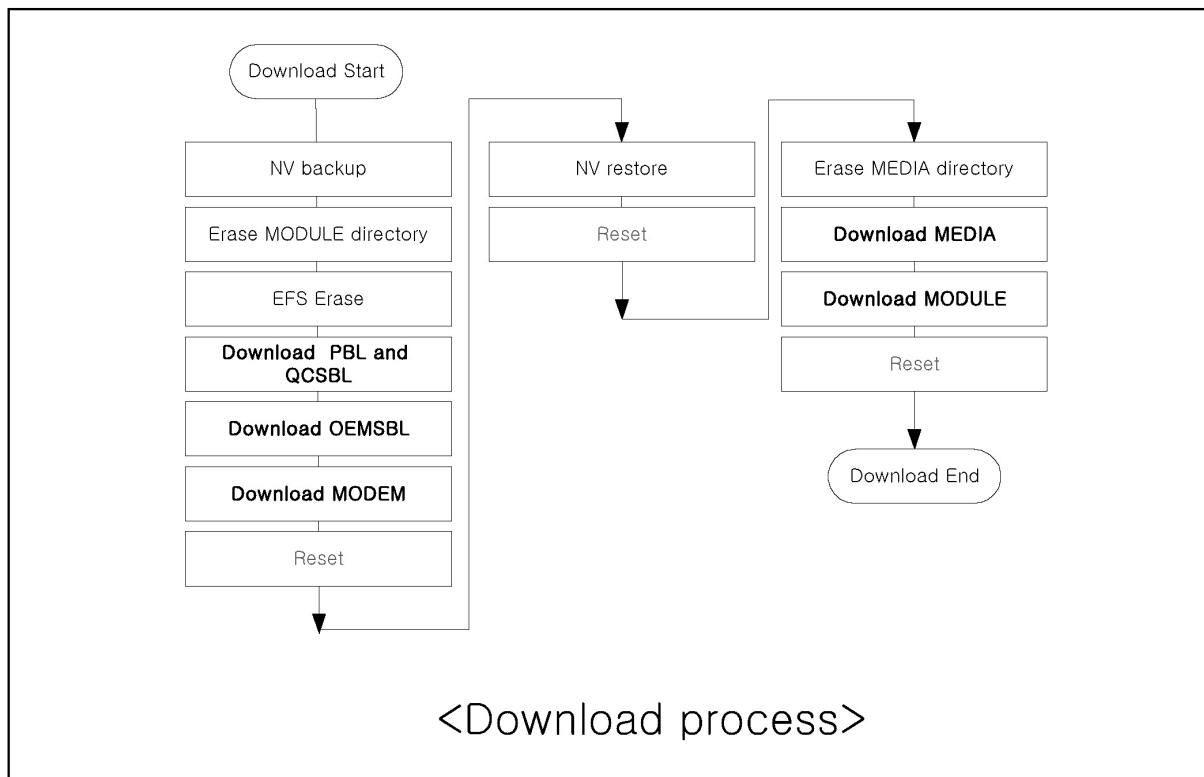 Download Start
NV backup
Erase MODULE directory
EFS Erase
Download PBL and
QCSBL
Download OEMSBL
Download MODEM
Reset
NV restore
Reset
Erase MEDIA directory
Download MEDIA
Download MODULE
Reset
Download End
<Download process>